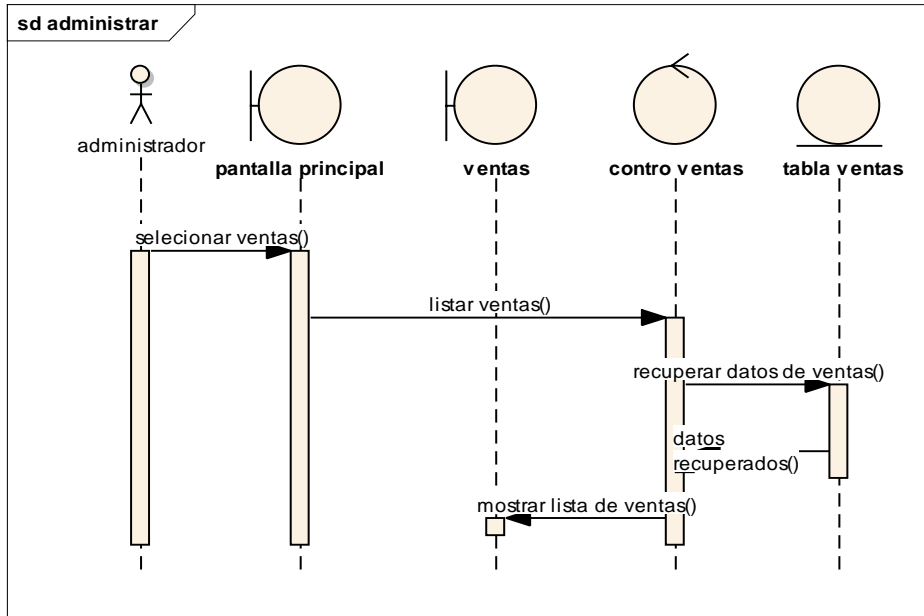 sd administrar
administrador
pantalla principal
ventas
contro ventas
tabla ventas
selecionar ventas()
listar ventas()
recuperar datos de ventas()
datos
recuperados()
mostrar lista de ventas()